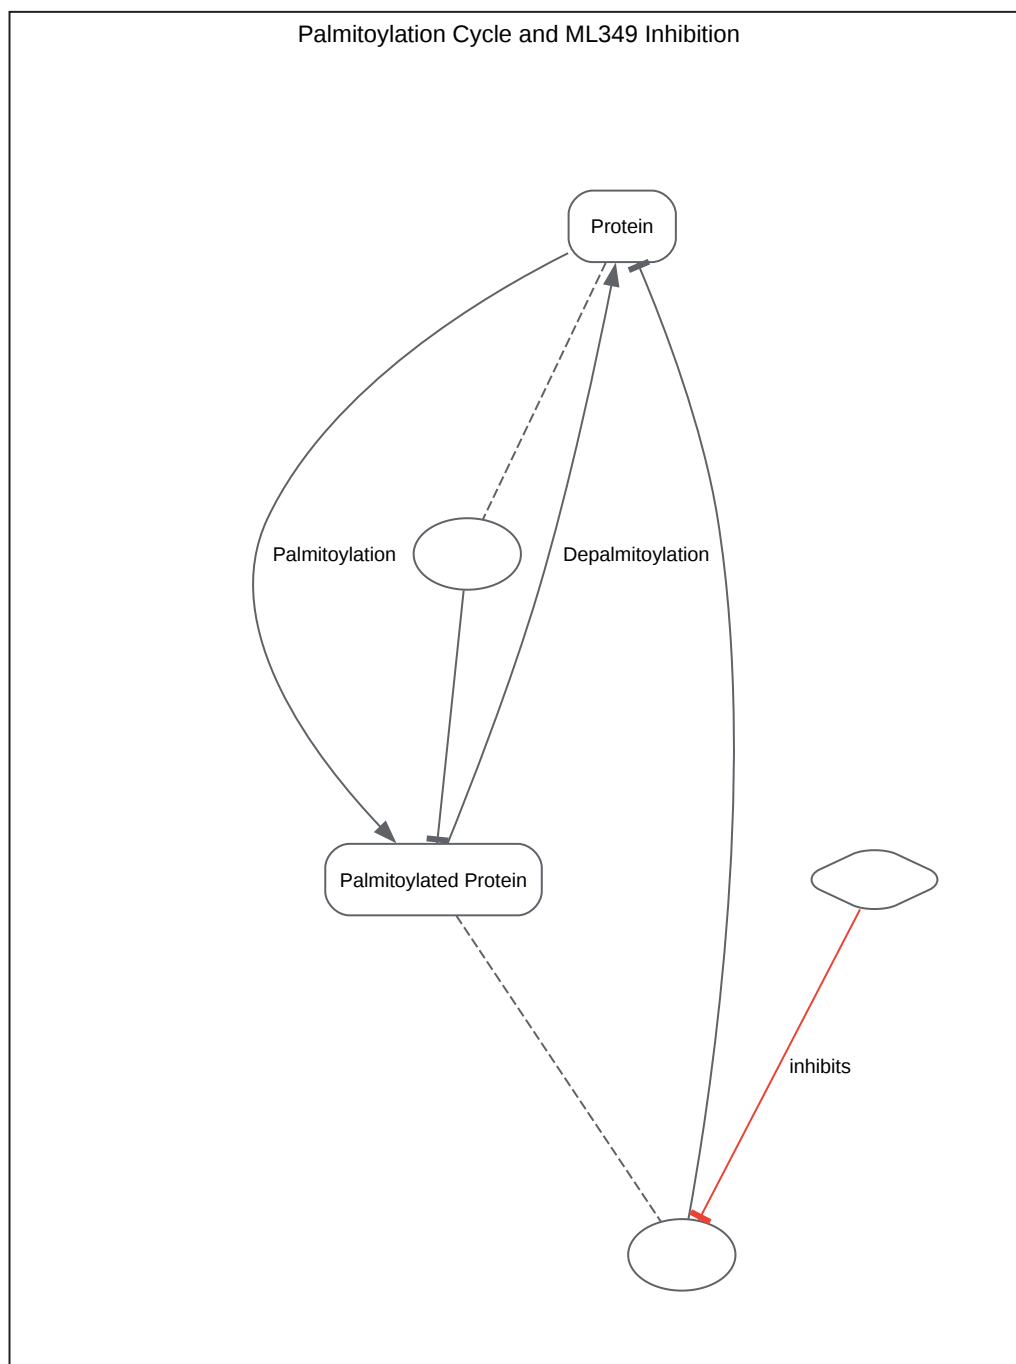 Palmitoylation Cycle and ML349 Inhibition
Protein
Palmitoylation
Depalmitoylation
Palmitoylated Protein
inhibits